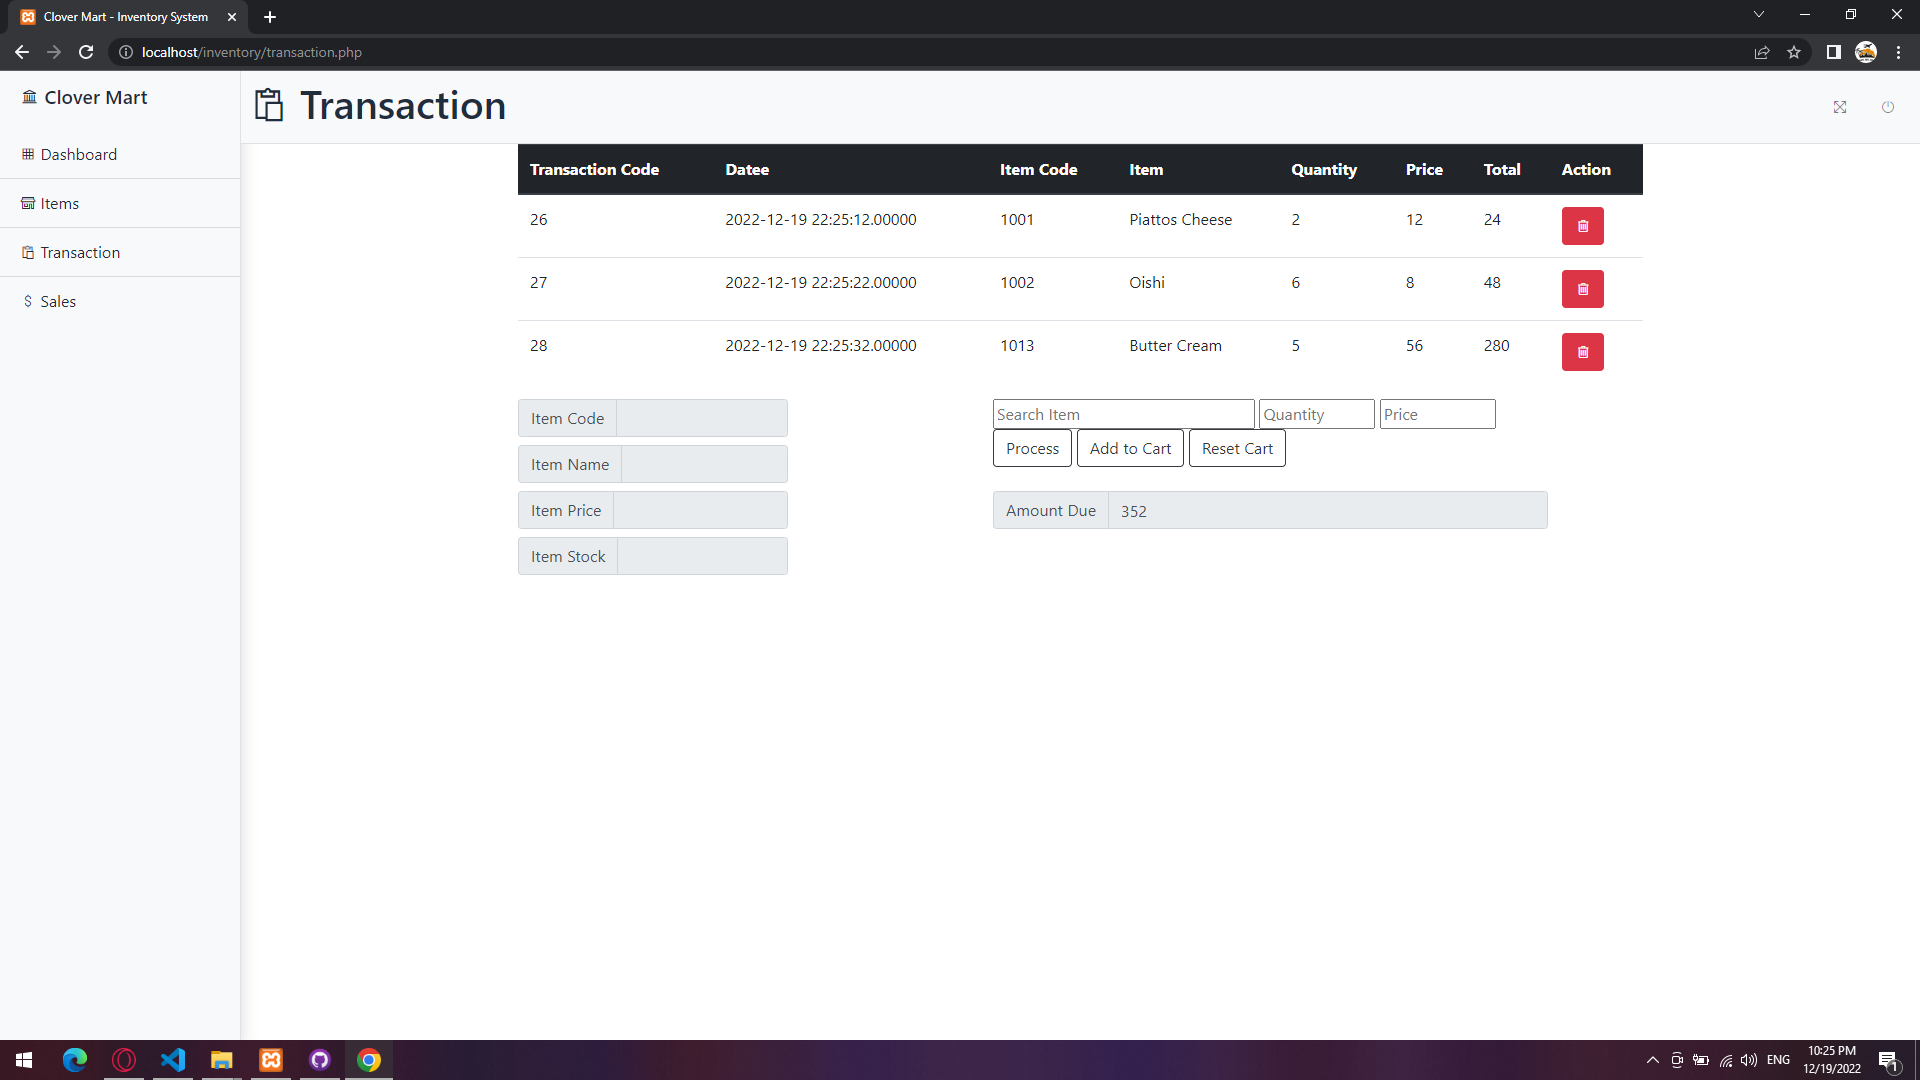 Clover Mart - Inventory System
localhost/inventory/transaction.php
Clover Mart
Transaction
Dashboard
Items
Transaction
Sales
Transaction Code Datee Item Code Item Quantity Price Total Action
26 2022-12-19 22:25:12.00000 1001 Piattos Cheese 2 12 24
27 2022-12-19 22:25:22.00000 1002 Oishi 6 8 48
28 2022-12-19 22:25:32.00000 1013 Butter Cream 5 56 280
Item Code
Item Name
Item Price
Item Stock
Search Item Quantity Price
Process Add to Cart Reset Cart
Amount Due 352
ENG
10:25 PM
12/19/2022
1